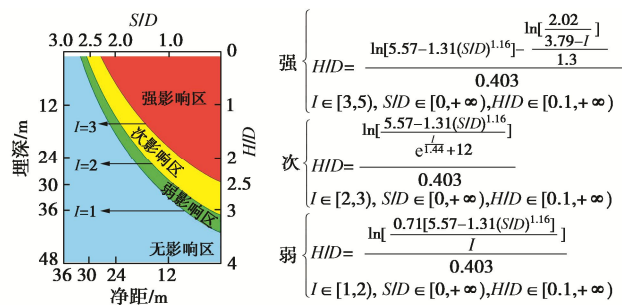 S/D
3.0 2.5 2.0 1.0 0
强影响区
次影响区
弱影响区
无影响区
I=3
I=2
I=1
埋深/m
12
24
30
36
48
H/D
1
2
2.5
3
4
36 30 24 12
净距/m
强
H/D= ln[5.57-1.31(S/D)^1.16]- ln[2.02/3.79-I]/1.3
0.403
I∈[3,5), S/D∈[0,+∞),H/D∈[0.1,+∞)
次
H/D= ln[5.57-1.31(S/D)^1.16/e^(I/1.44)+12]
0.403
I∈[2,3), S/D∈[0,+∞),H/D∈[0.1,+∞)
弱
H/D= ln[0.71[5.57-1.31(S/D)^1.16]/I]
0.403
I∈[1,2), S/D∈[0,+∞),H/D∈[0.1,+∞)